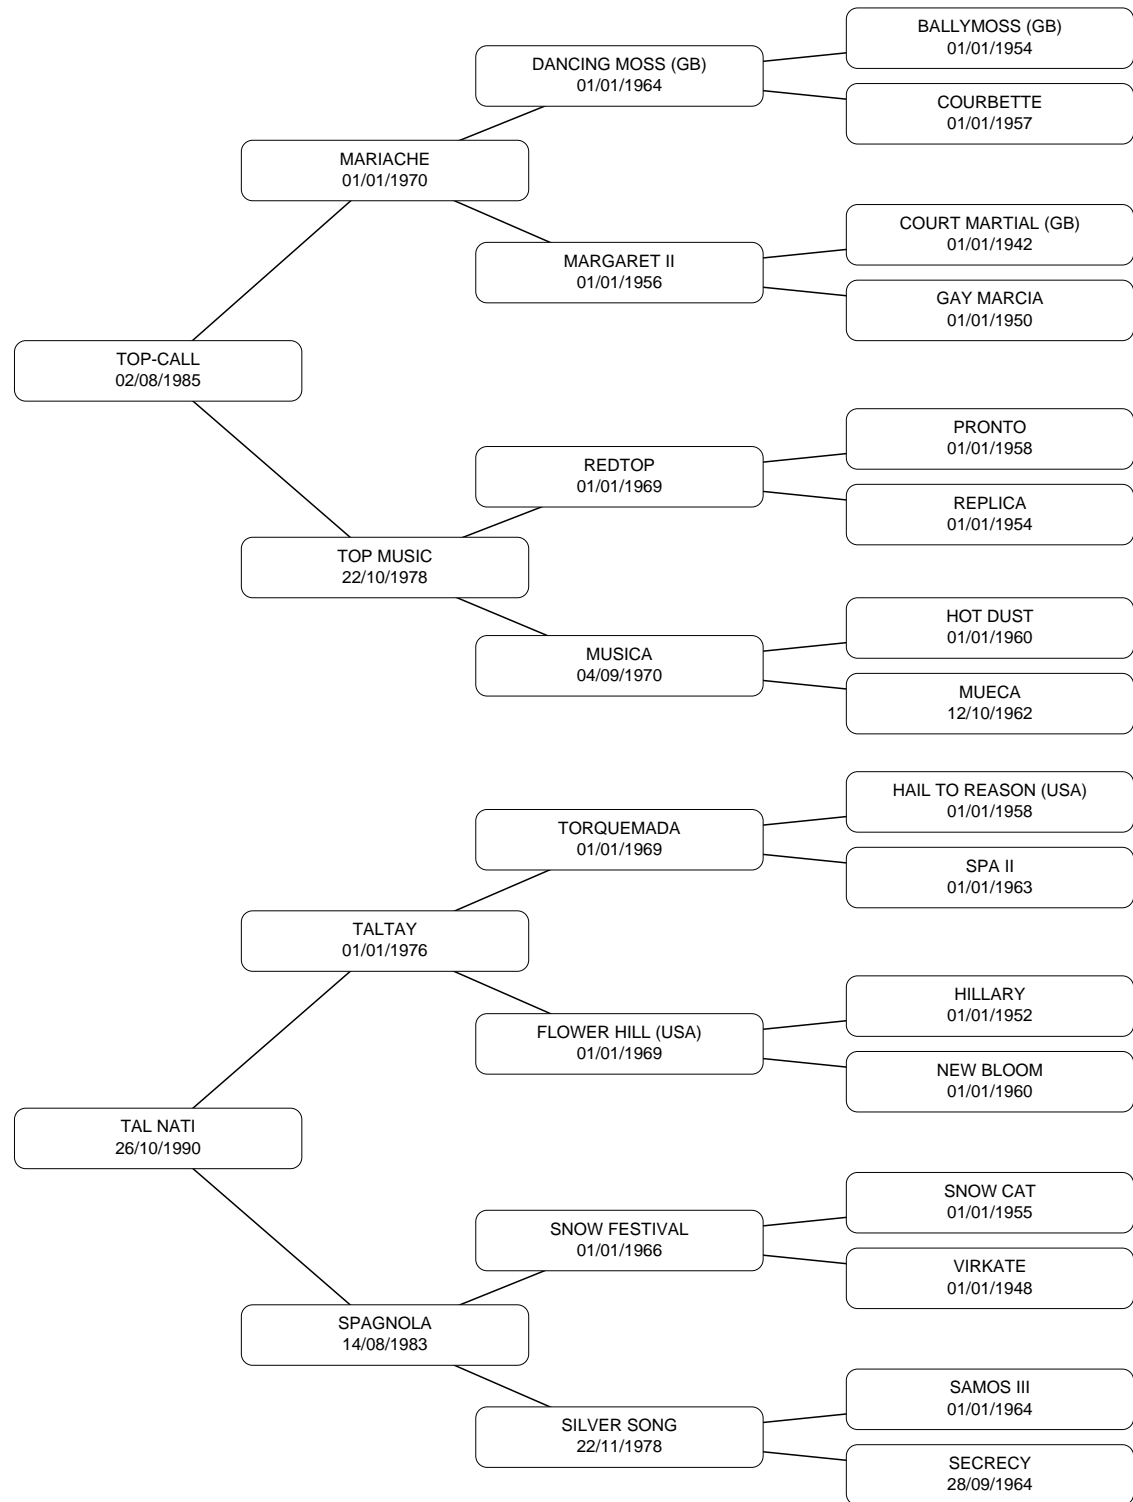 BALLYMOSS (GB)
01/01/1954
DANCING MOSS (GB)
01/01/1964
COURBETTE
01/01/1957
MARIACHE
01/01/1970
COURT MARTIAL (GB)
01/01/1942
MARGARET II
01/01/1956
GAY MARCIA
01/01/1950
TOP-CALL
02/08/1985
PRONTO
01/01/1958
REDTOP
01/01/1969
REPLICA
01/01/1954
TOP MUSIC
22/10/1978
HOT DUST
01/01/1960
MUSICA
04/09/1970
MUECA
12/10/1962
HAIL TO REASON (USA)
01/01/1958
TORQUEMADA
01/01/1969
SPA II
01/01/1963
TALTAY
01/01/1976
HILLARY
01/01/1952
FLOWER HILL (USA)
01/01/1969
NEW BLOOM
01/01/1960
TAL NATI
26/10/1990
SNOW CAT
01/01/1955
SNOW FESTIVAL
01/01/1966
VIRKATE
01/01/1948
SPAGNOLA
14/08/1983
SAMOS III
01/01/1964
SILVER SONG
22/11/1978
SECRECY
28/09/1964